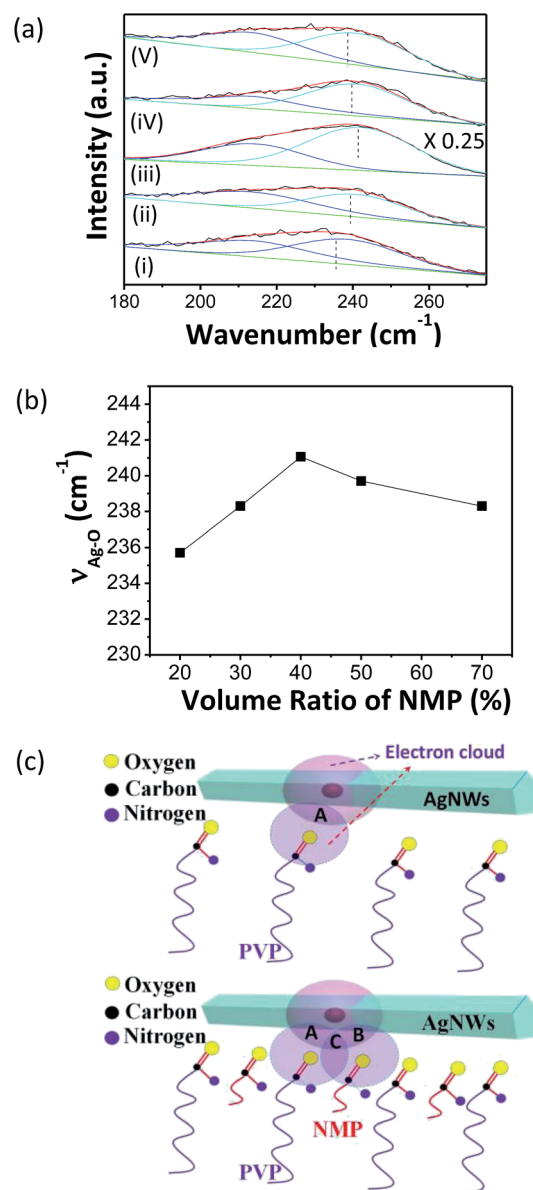 (a)
Intensity (a.u.)
(V)
(iV)
X 0.25
(iii)
(ii)
(i)
180 200 220 240 260
Wavenumber (cm⁻¹)
(b)
ν_Ag-O (cm⁻¹)
244
242
240
238
236
234
232
230
20 30 40 50 60 70
Volume Ratio of NMP (%)
(c)
Oxygen
Carbon
Nitrogen
Electron cloud
AgNWs
A
PVP
Oxygen
Carbon
Nitrogen
AgNWs
A C B
NMP
PVP